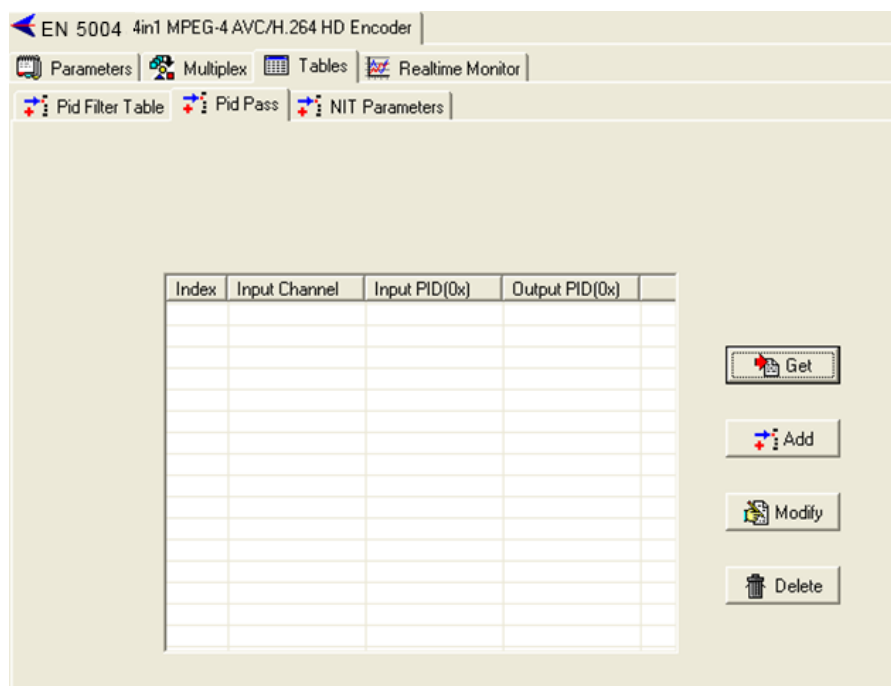 EN 5004 4in1 MPEG-4 AVC/H.264 HD Encoder
Parameters Multiplex Tables Realtime Monitor
Pid Filter Table Pid Pass NIT Parameters
Index Input Channel Input PID(0x) Output PID(0x)
Get
Add
Modify
Delete